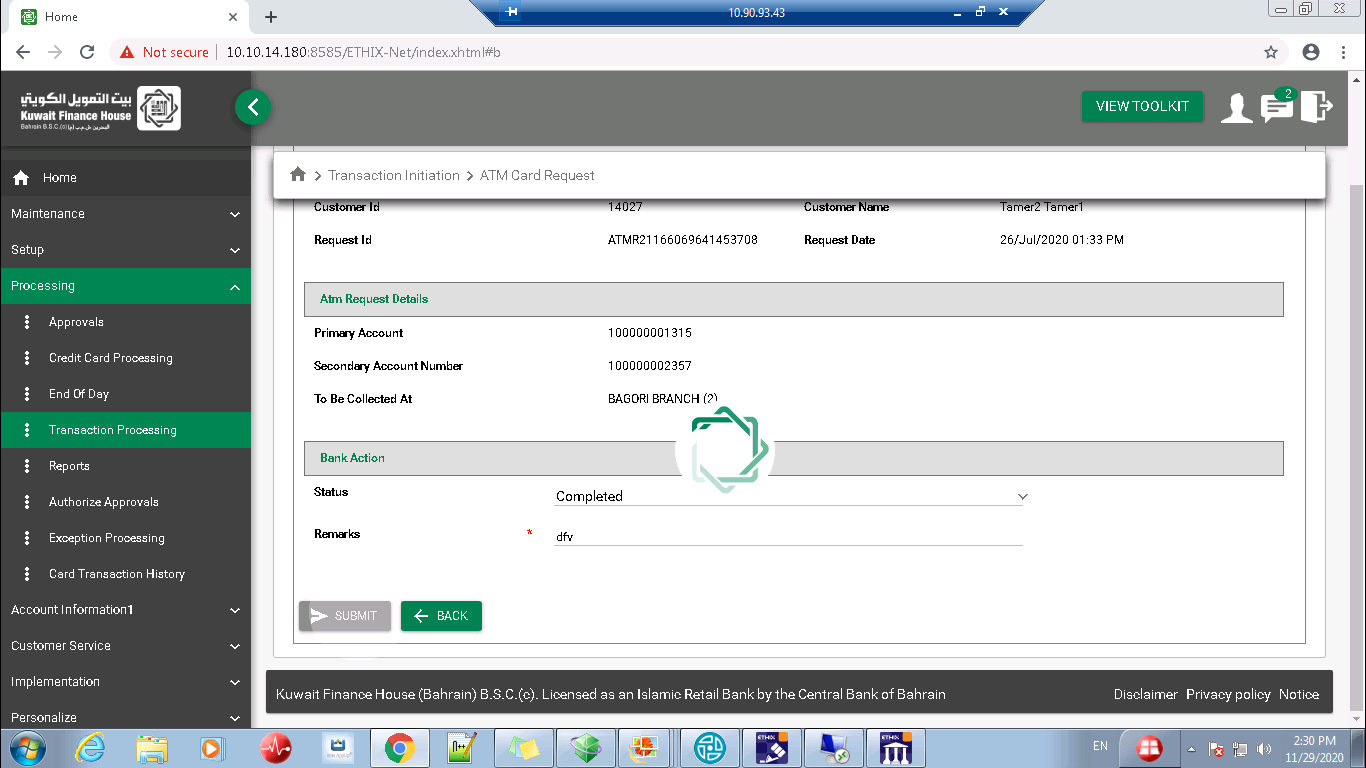 Home
10.90.93.43
Not secure
10.10.14.180:8585/ETHIX-Net/index.xhtml#b
بيت التمويل الكويتي
Kuwait Finance House
VIEW TOOLKIT
2
Transaction Initiation
ATM Card Request
Home
Maintenance
Setup
Processing
Approvals
Credit Card Processing
End Of Day
Transaction Processing
Reports
Authorize Approvals
Exception Processing
Card Transaction History
Account Information1
Customer Service
Implementation
Personalize
Customer Id 14027 Customer Name Tamer2 Tamer1
Request Id ATMR21166069641453708 Request Date 26/Jul/2020 01:33 PM
Atm Request Details
Primary Account 100000001315
Secondary Account Number 100000002357
To Be Collected At BAGORI BRANCH (2)
Bank Action
Status Completed
Remarks * dfv
SUBMIT BACK
Kuwait Finance House (Bahrain) B.S.C.(c). Licensed as an Islamic Retail Bank by the Central Bank of Bahrain
Disclaimer Privacy policy Notice
ETHIX
ETHIX
EN
2:30 PM
11/29/2020